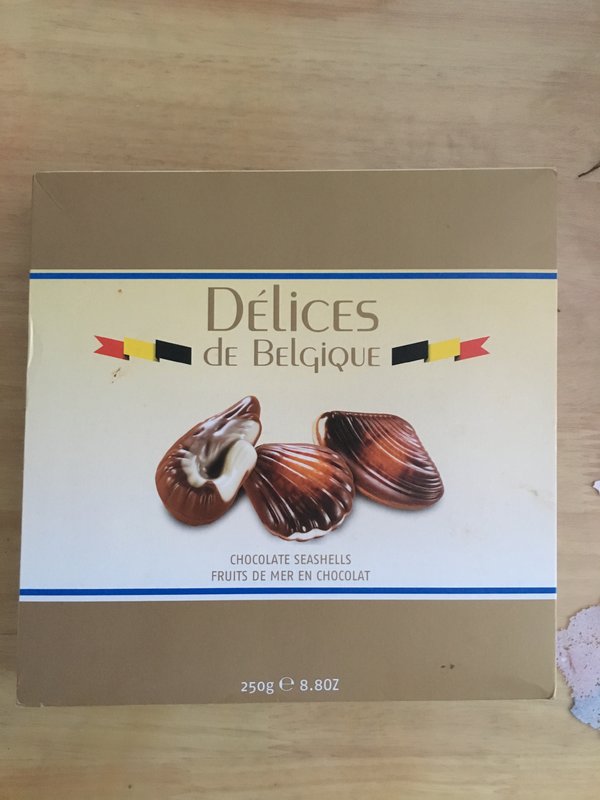 Délices
de Belgique
CHOCOLATE SEASHELLS
FRUITS DE MER EN CHOCOLAT
250g ℮ 8.8OZ